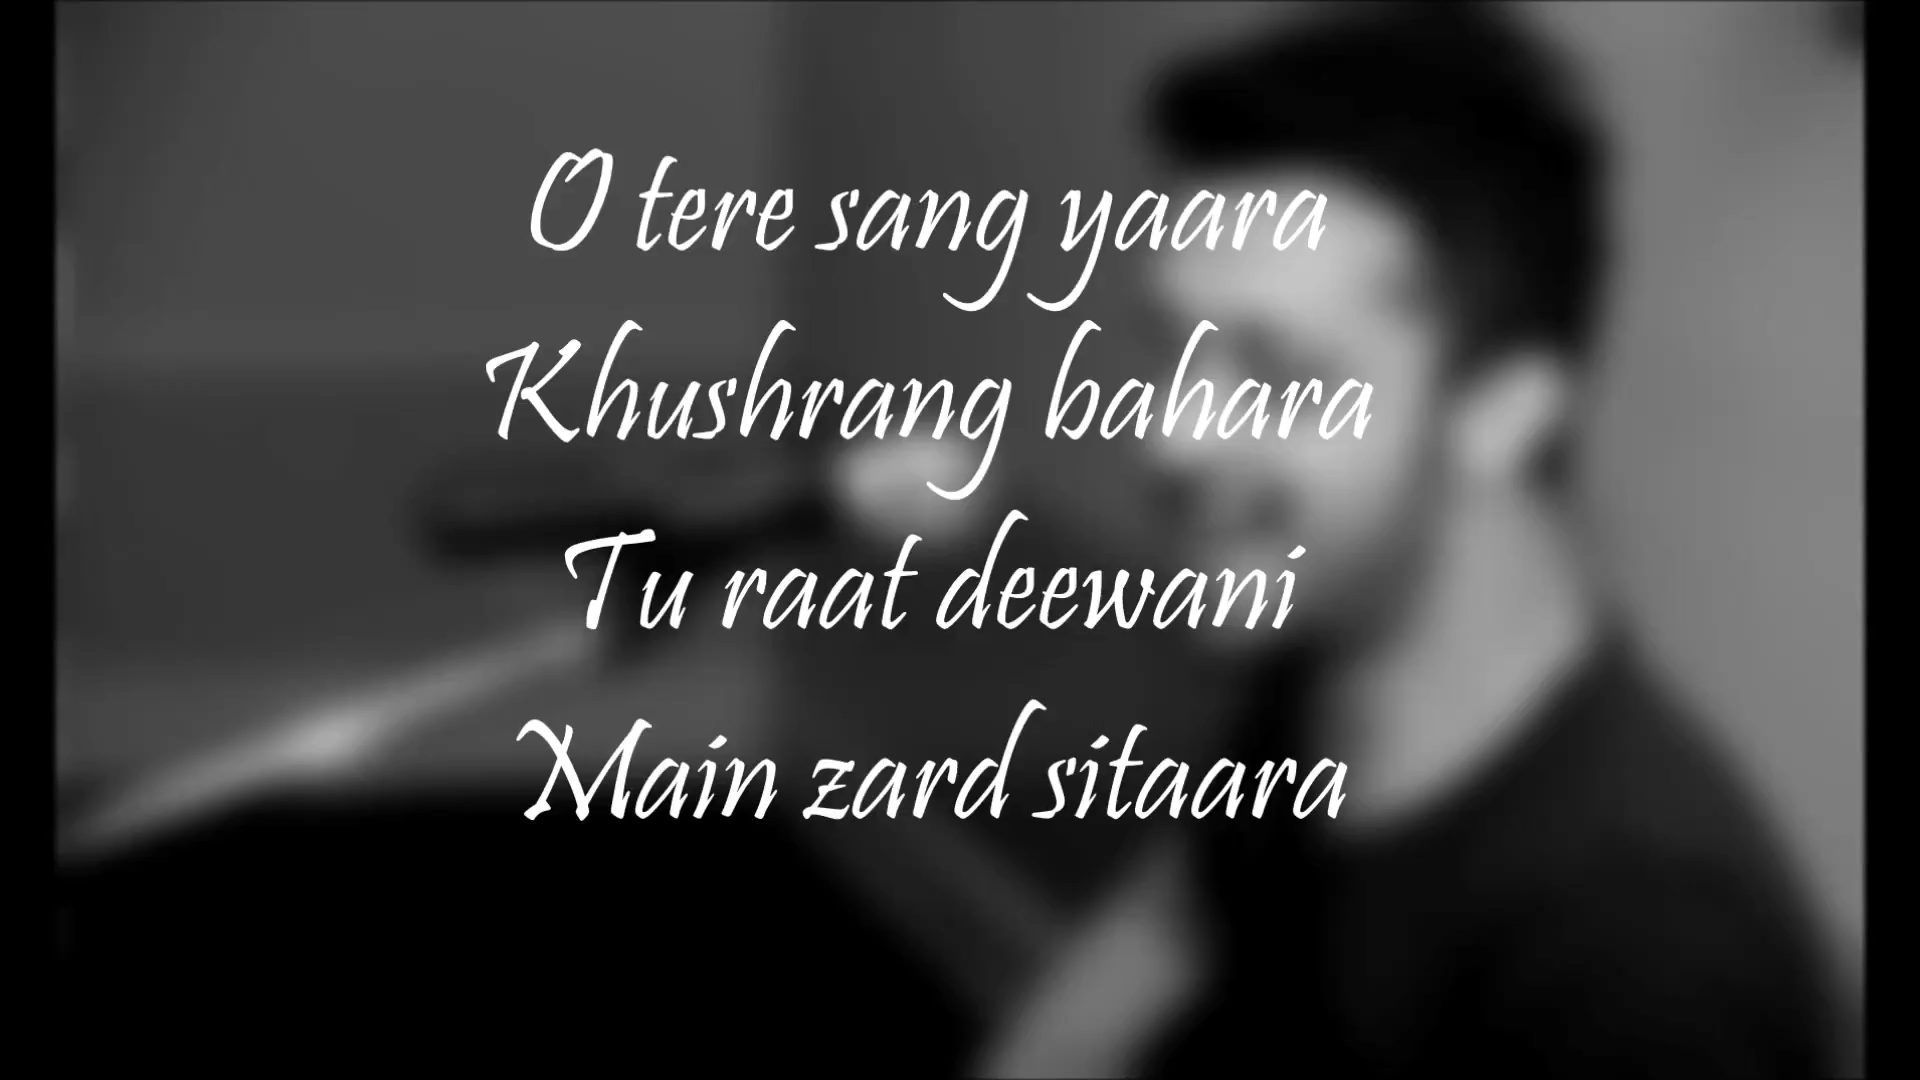 O tere sang yaara
Khushrang bahara
Tu raat deewani
Main zard sitaara